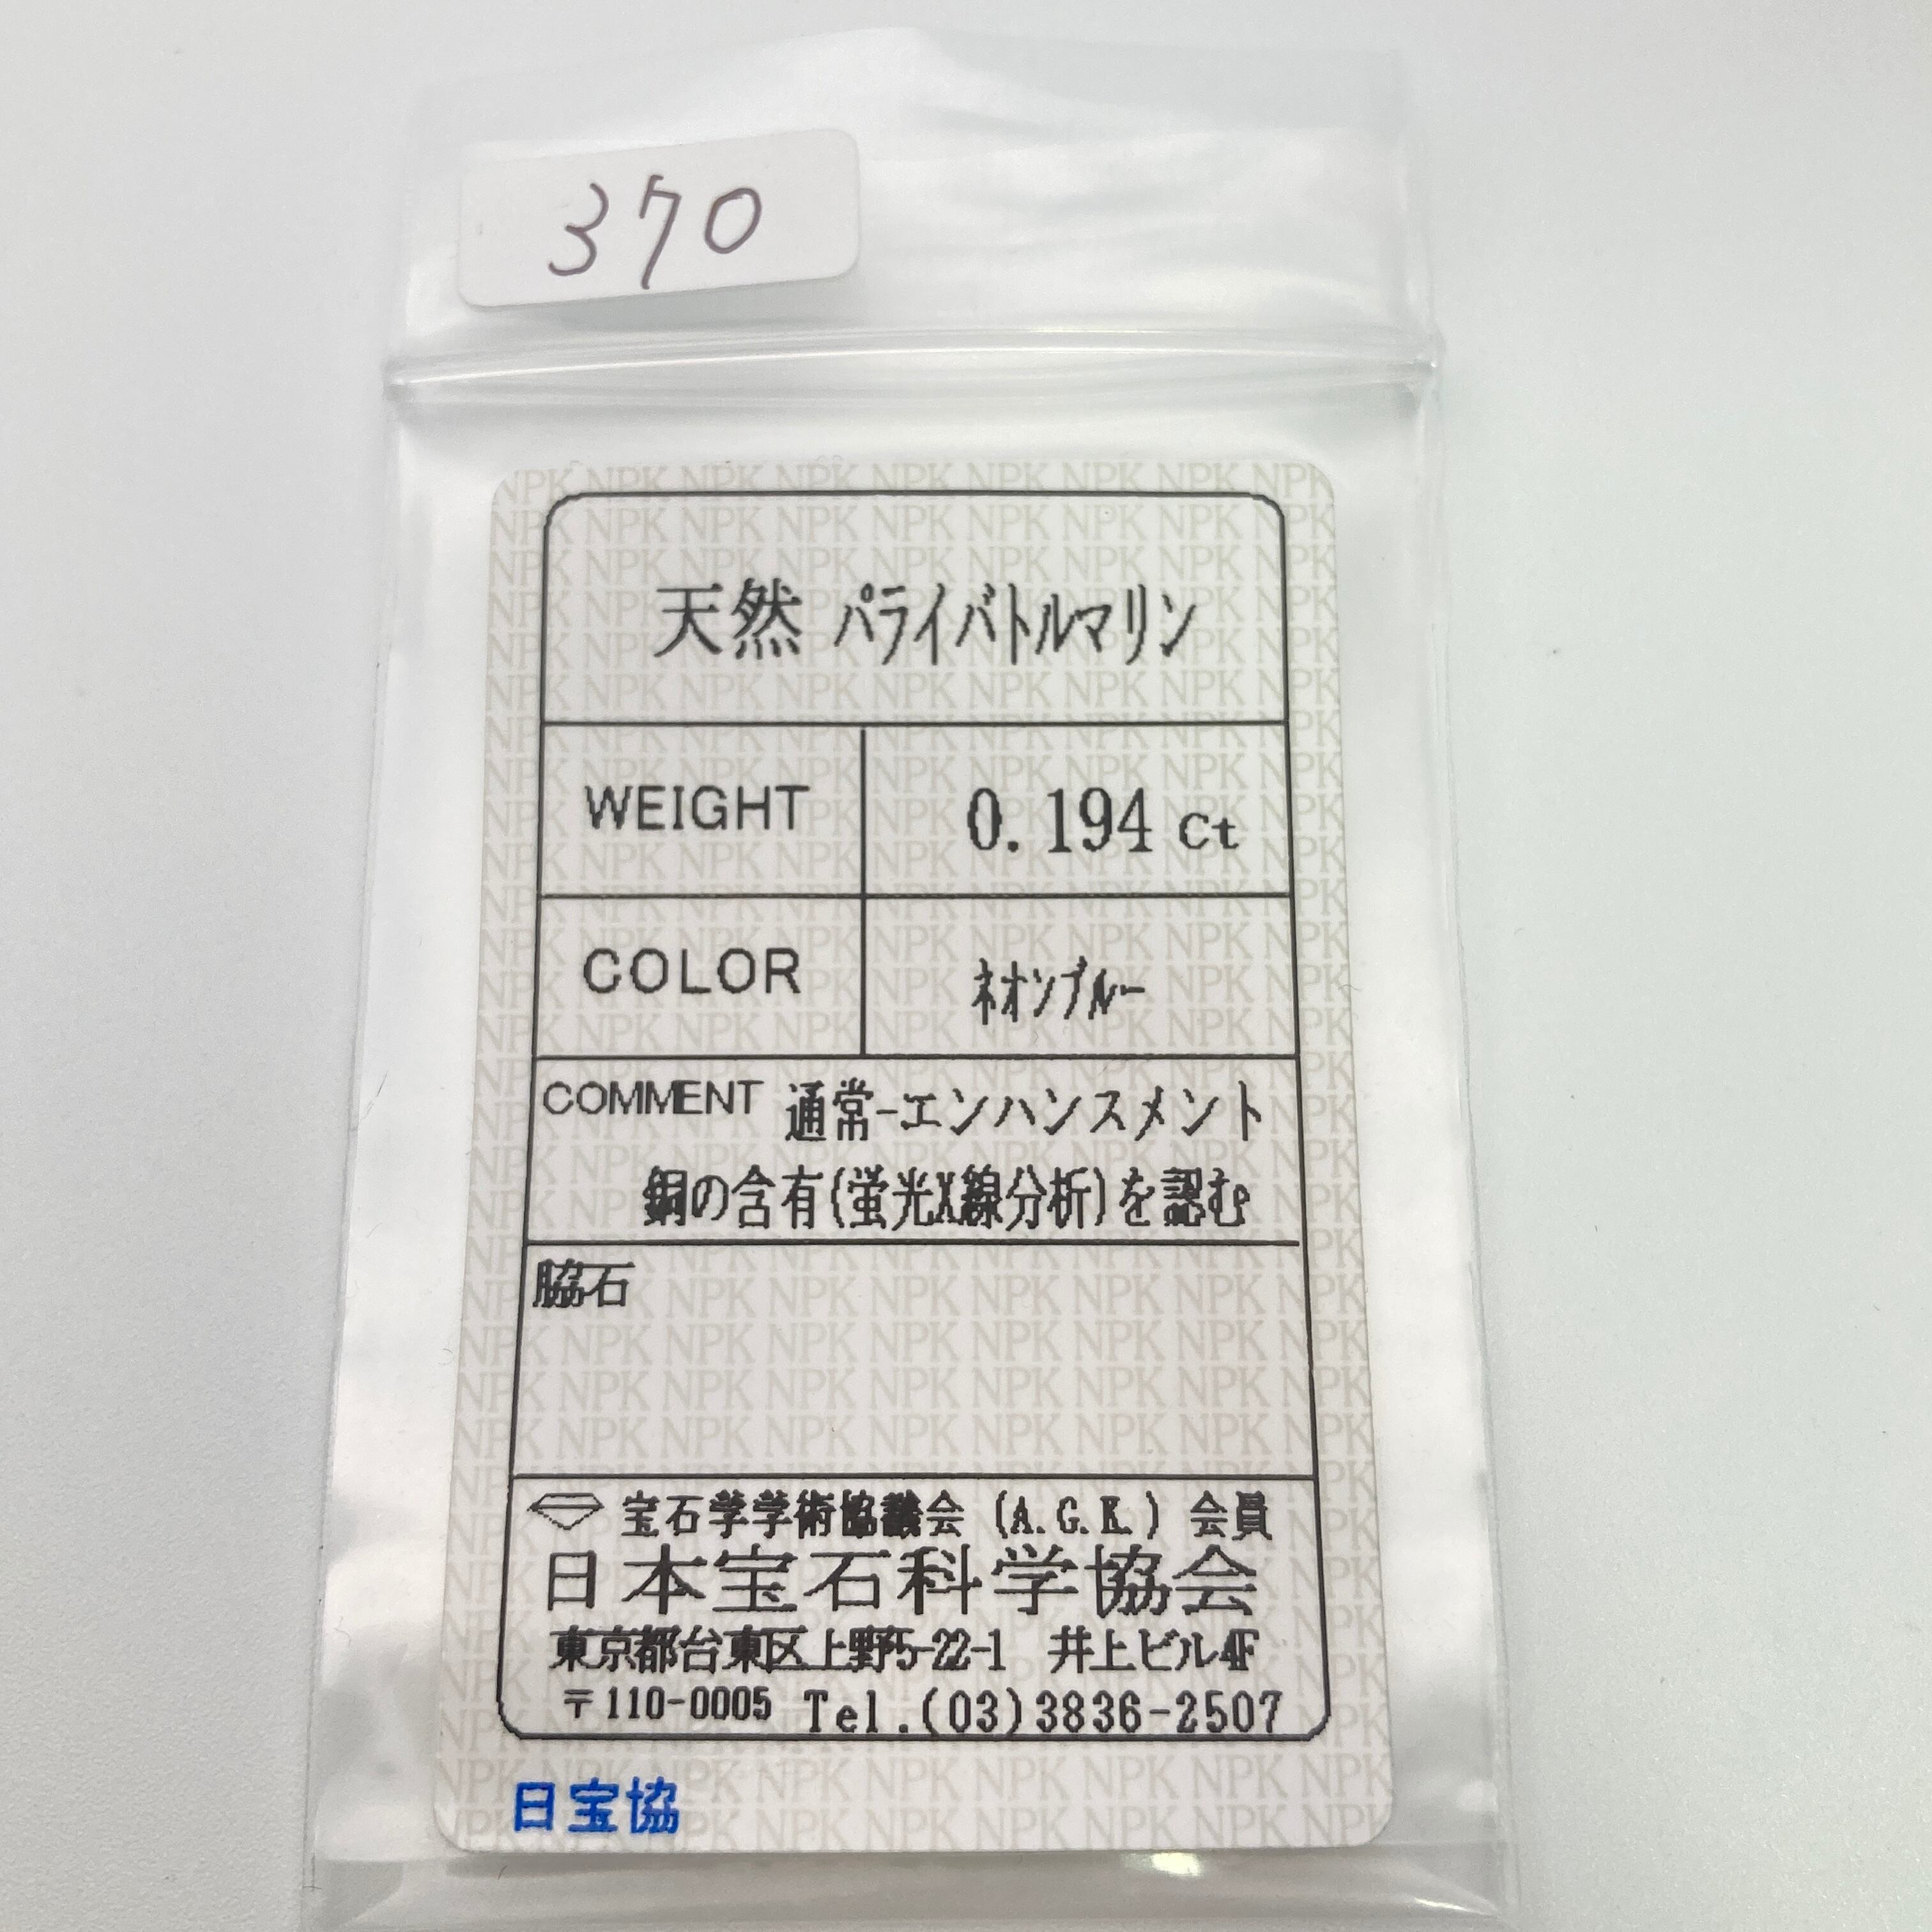 370
天然 パライバトルマリン
WEIGHT 0.194 ct
COLOR ネオンブルー
COMMENT 通常-エンハンスメント
銅の含有(蛍光X線分析)を認む
脇石
宝石学学術協議会 (A.G.K.) 会員
日本宝石科学協会
東京都台東区上野5-22-1 井上ビル4F
〒110-0005 Tel.(03)3836-2507
日宝協